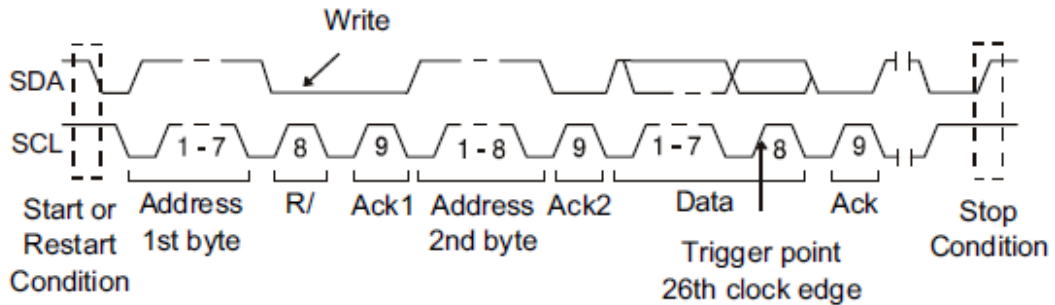 Write
SDA
SCL
1 - 7
8
9
1 - 8
9
1 - 7
8
9
Start or
Restart
Condition
Address
1st byte
R/
Ack1
Address
2nd byte
Ack2
Data
Ack
Stop
Condition
Trigger point
26th clock edge